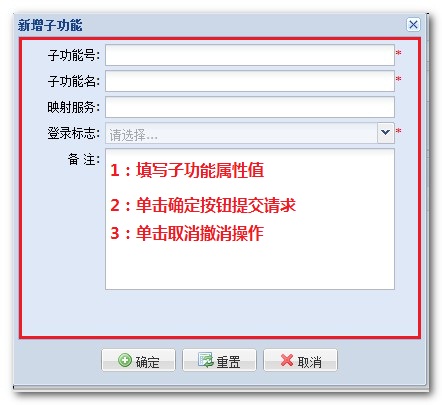 新增子功能
子功能号: *
子功能名: *
映射服务:
登录标志: 请选择... *
备 注:
1：填写子功能属性值
2：单击确定按钮提交请求
3：单击取消撤消操作
确定 重置 取消